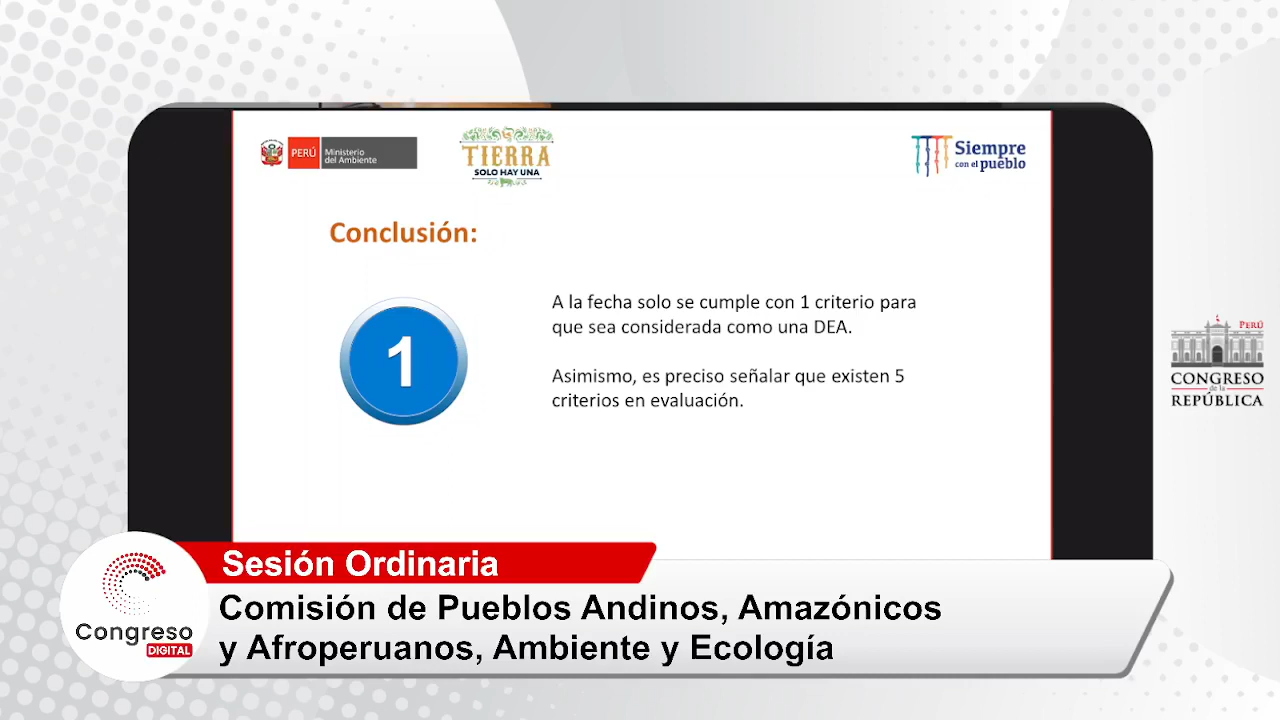 PERÚ
Ministerio
del Ambiente
TIERRA
SOLO HAY UNA
Siempre
con el pueblo
Conclusión:
1
A la fecha solo se cumple con 1 criterio para
que sea considerada como una DEA.
Asimismo, es preciso señalar que existen 5
criterios en evaluación.
PERÚ
CONGRESO
de la
REPÚBLICA
Congreso
DIGITAL
Sesión Ordinaria
Comisión de Pueblos Andinos, Amazónicos
y Afroperuanos, Ambiente y Ecología